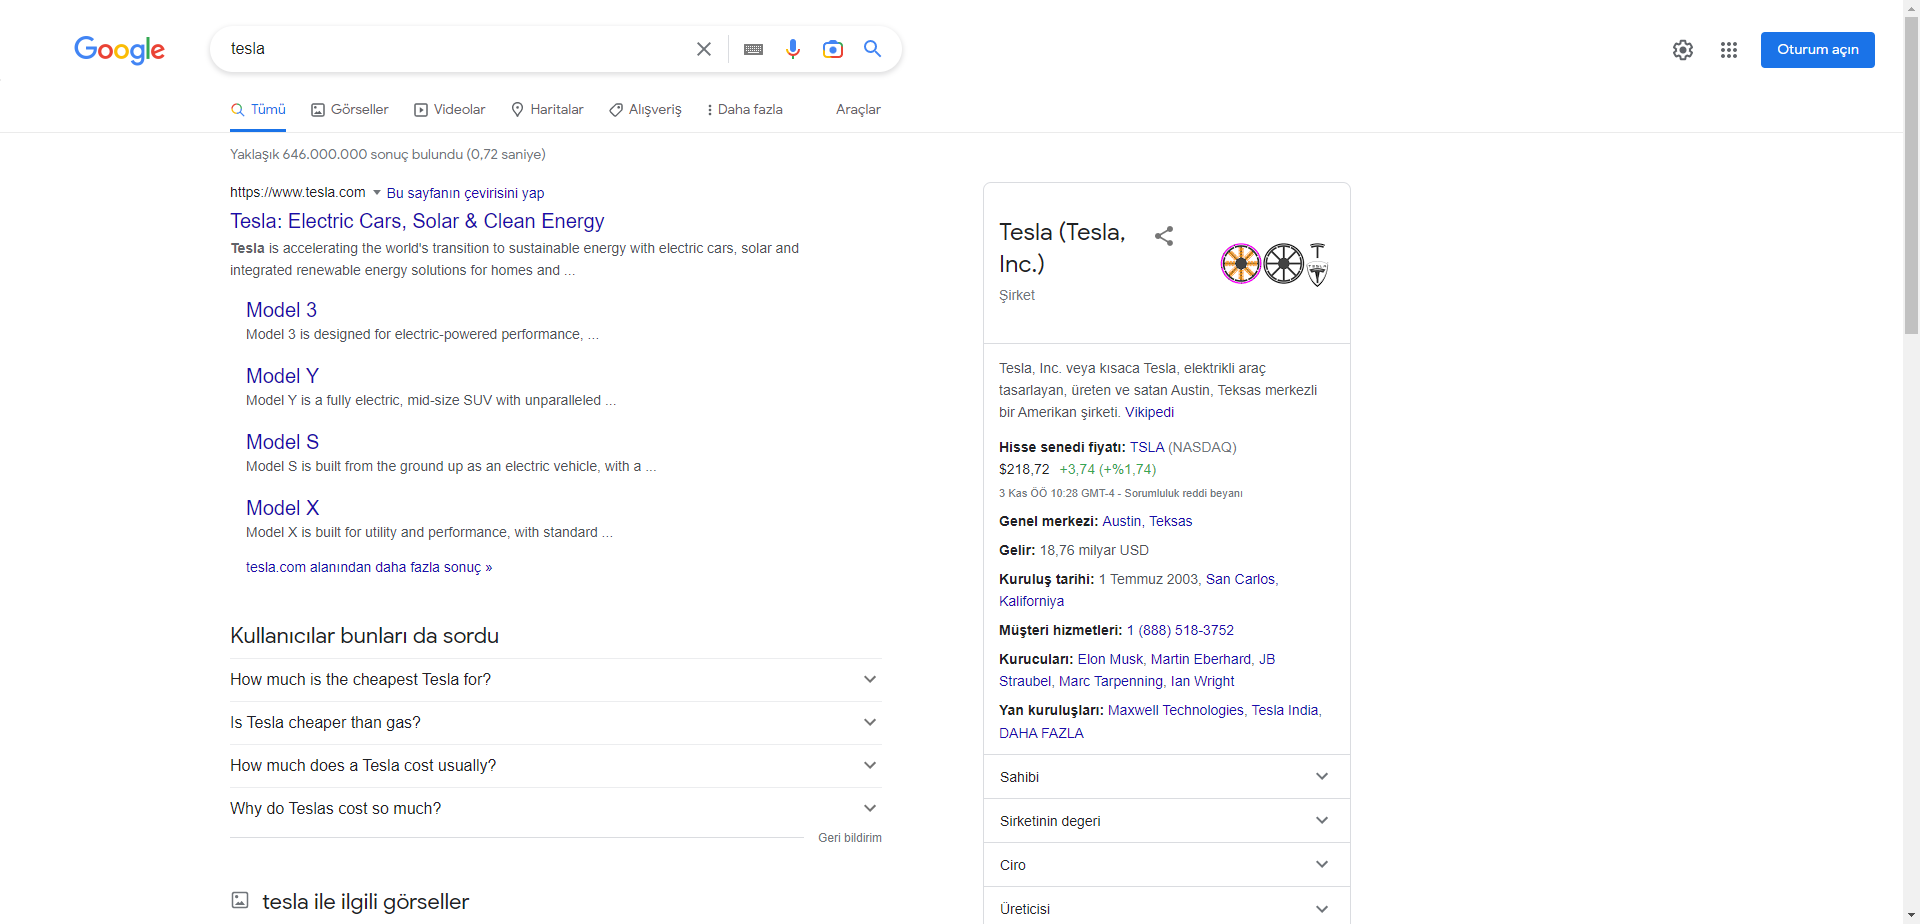 Google
tesla
Oturum açın
Tümü
Görseller
Videolar
Haritalar
Alışveriş
Daha fazla
Araçlar
Yaklaşık 646.000.000 sonuç bulundu (0,72 saniye)
https://www.tesla.com Bu sayfanın çevirisini yap
Tesla: Electric Cars, Solar & Clean Energy
Tesla is accelerating the world's transition to sustainable energy with electric cars, solar and
integrated renewable energy solutions for homes and ...
Model 3
Model 3 is designed for electric-powered performance, ...
Model Y
Model Y is a fully electric, mid-size SUV with unparalleled ...
Model S
Model S is built from the ground up as an electric vehicle, with a ...
Model X
Model X is built for utility and performance, with standard ...
tesla.com alanından daha fazla sonuç »
Kullanıcılar bunları da sordu
How much is the cheapest Tesla for?
Is Tesla cheaper than gas?
How much does a Tesla cost usually?
Why do Teslas cost so much?
Geri bildirim
tesla ile ilgili görseller
Tesla (Tesla,
Inc.)
Şirket
Tesla, Inc. veya kısaca Tesla, elektrikli araç
tasarlayan, üreten ve satan Austin, Teksas merkezli
bir Amerikan şirketi. Vikipedi
Hisse senedi fiyatı: TSLA (NASDAQ)
$218,72 +3,74 (+%1,74)
3 Kas ÖÖ 10:28 GMT-4 - Sorumluluk reddi beyanı
Genel merkezi: Austin, Teksas
Gelir: 18,76 milyar USD
Kuruluş tarihi: 1 Temmuz 2003, San Carlos,
Kaliforniya
Müşteri hizmetleri: 1 (888) 518-3752
Kurucuları: Elon Musk, Martin Eberhard, JB
Straubel, Marc Tarpenning, Ian Wright
Yan kuruluşları: Maxwell Technologies, Tesla India,
DAHA FAZLA
Sahibi
Sirketinin degeri
Ciro
Üreticisi